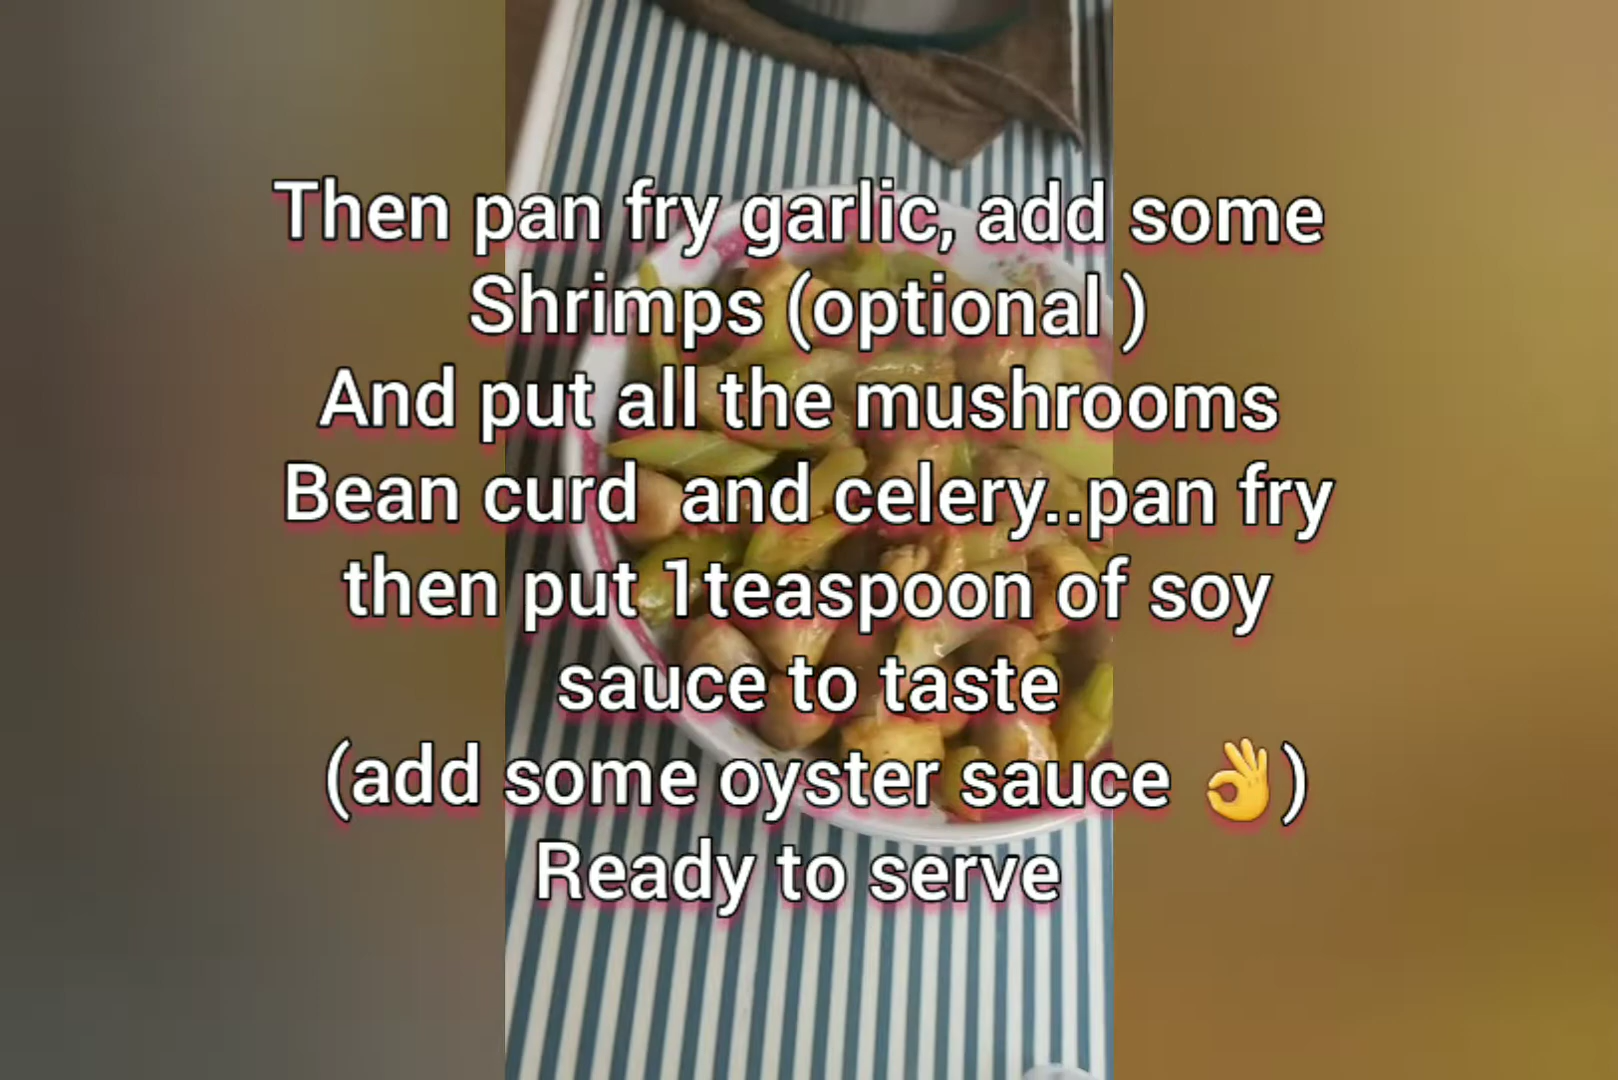 Then pan fry garlic, add some
Shrimps (optional )
And put all the mushrooms
Bean curd  and celery..pan fry
then put 1teaspoon of soy
sauce to taste
(add some oyster sauce 👌)
Ready to serve